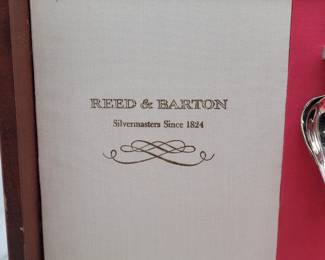 REED & BARTON
Silvermasters Since 1824